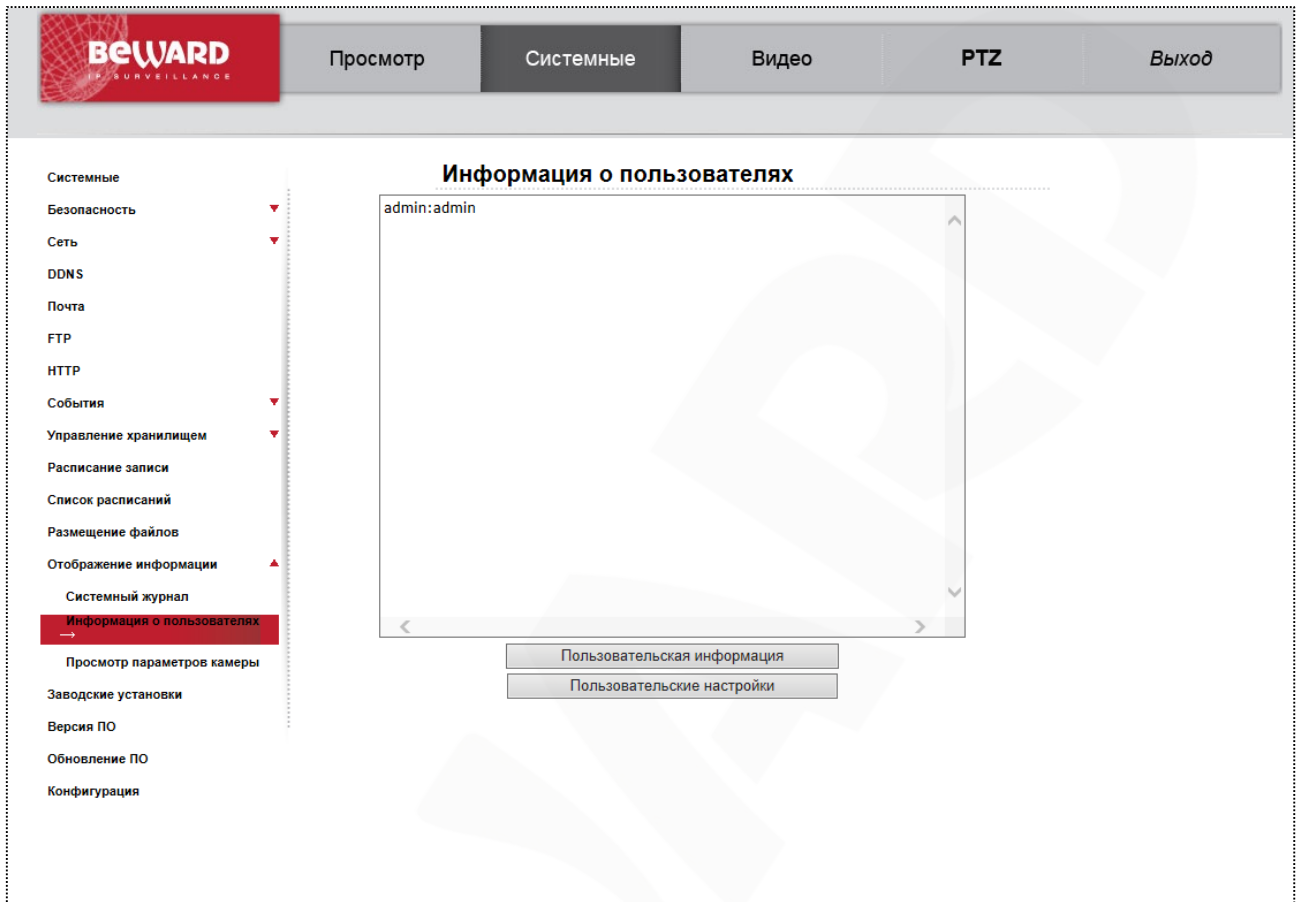 BEWARD
IP SURVEILLANCE
Просмотр
Системные
Видео
PTZ
Выход
Системные
Безопасность
Сеть
DDNS
Почта
FTP
HTTP
События
Управление хранилищем
Расписание записи
Список расписаний
Размещение файлов
Отображение информации
Системный журнал
Информация о пользователях
→
Просмотр параметров камеры
Заводские установки
Версия ПО
Обновление ПО
Конфигурация
Информация о пользователях
admin:admin
Пользовательская информация
Пользовательские настройки